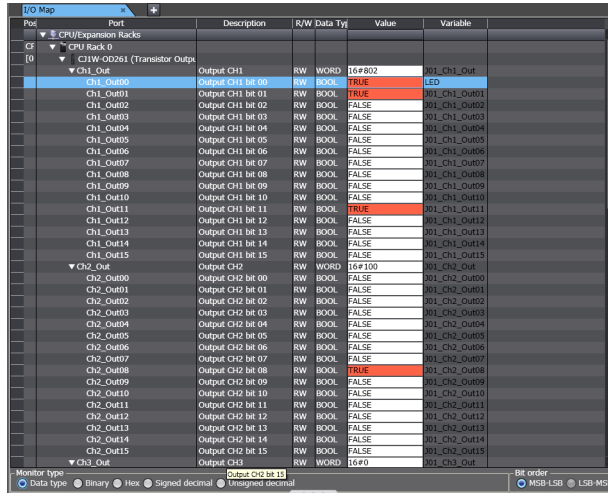 I/O Map × +
Pos Port Description R/W Data Typ Value Variable
▼ CPU/Expansion Racks
CF ▼ CPU Rack 0
[0 ▼ CJ1W-OD261 (Transistor Outpu
▼Ch1_Out Output CH1 RW WORD 16#802 J01_Ch1_Out
Ch1_Out00 Output CH1 bit 00 RW BOOL TRUE LED
Ch1_Out01 Output CH1 bit 01 RW BOOL TRUE J01_Ch1_Out01
Ch1_Out02 Output CH1 bit 02 RW BOOL FALSE J01_Ch1_Out02
Ch1_Out03 Output CH1 bit 03 RW BOOL FALSE J01_Ch1_Out03
Ch1_Out04 Output CH1 bit 04 RW BOOL FALSE J01_Ch1_Out04
Ch1_Out05 Output CH1 bit 05 RW BOOL FALSE J01_Ch1_Out05
Ch1_Out06 Output CH1 bit 06 RW BOOL FALSE J01_Ch1_Out06
Ch1_Out07 Output CH1 bit 07 RW BOOL FALSE J01_Ch1_Out07
Ch1_Out08 Output CH1 bit 08 RW BOOL FALSE J01_Ch1_Out08
Ch1_Out09 Output CH1 bit 09 RW BOOL FALSE J01_Ch1_Out09
Ch1_Out10 Output CH1 bit 10 RW BOOL FALSE J01_Ch1_Out10
Ch1_Out11 Output CH1 bit 11 RW BOOL TRUE J01_Ch1_Out11
Ch1_Out12 Output CH1 bit 12 RW BOOL FALSE J01_Ch1_Out12
Ch1_Out13 Output CH1 bit 13 RW BOOL FALSE J01_Ch1_Out13
Ch1_Out14 Output CH1 bit 14 RW BOOL FALSE J01_Ch1_Out14
Ch1_Out15 Output CH1 bit 15 RW BOOL FALSE J01_Ch1_Out15
▼Ch2_Out Output CH2 RW WORD 16#100 J01_Ch2_Out
Ch2_Out00 Output CH2 bit 00 RW BOOL FALSE J01_Ch2_Out00
Ch2_Out01 Output CH2 bit 01 RW BOOL FALSE J01_Ch2_Out01
Ch2_Out02 Output CH2 bit 02 RW BOOL FALSE J01_Ch2_Out02
Ch2_Out03 Output CH2 bit 03 RW BOOL FALSE J01_Ch2_Out03
Ch2_Out04 Output CH2 bit 04 RW BOOL FALSE J01_Ch2_Out04
Ch2_Out05 Output CH2 bit 05 RW BOOL FALSE J01_Ch2_Out05
Ch2_Out06 Output CH2 bit 06 RW BOOL FALSE J01_Ch2_Out06
Ch2_Out07 Output CH2 bit 07 RW BOOL FALSE J01_Ch2_Out07
Ch2_Out08 Output CH2 bit 08 RW BOOL TRUE J01_Ch2_Out08
Ch2_Out09 Output CH2 bit 09 RW BOOL FALSE J01_Ch2_Out09
Ch2_Out10 Output CH2 bit 10 RW BOOL FALSE J01_Ch2_Out10
Ch2_Out11 Output CH2 bit 11 RW BOOL FALSE J01_Ch2_Out11
Ch2_Out12 Output CH2 bit 12 RW BOOL FALSE J01_Ch2_Out12
Ch2_Out13 Output CH2 bit 13 RW BOOL FALSE J01_Ch2_Out13
Ch2_Out14 Output CH2 bit 14 RW BOOL FALSE J01_Ch2_Out14
Ch2_Out15 Output CH2 bit 15 RW BOOL FALSE J01_Ch2_Out15
▼Ch3_Out Output CH3 RW WORD 16#0 J01_Ch3_Out
Monitor type Output CH2 bit 15 Bit order
Data type Binary Hex Signed decimal Unsigned decimal MSB-LSB LSB-MS